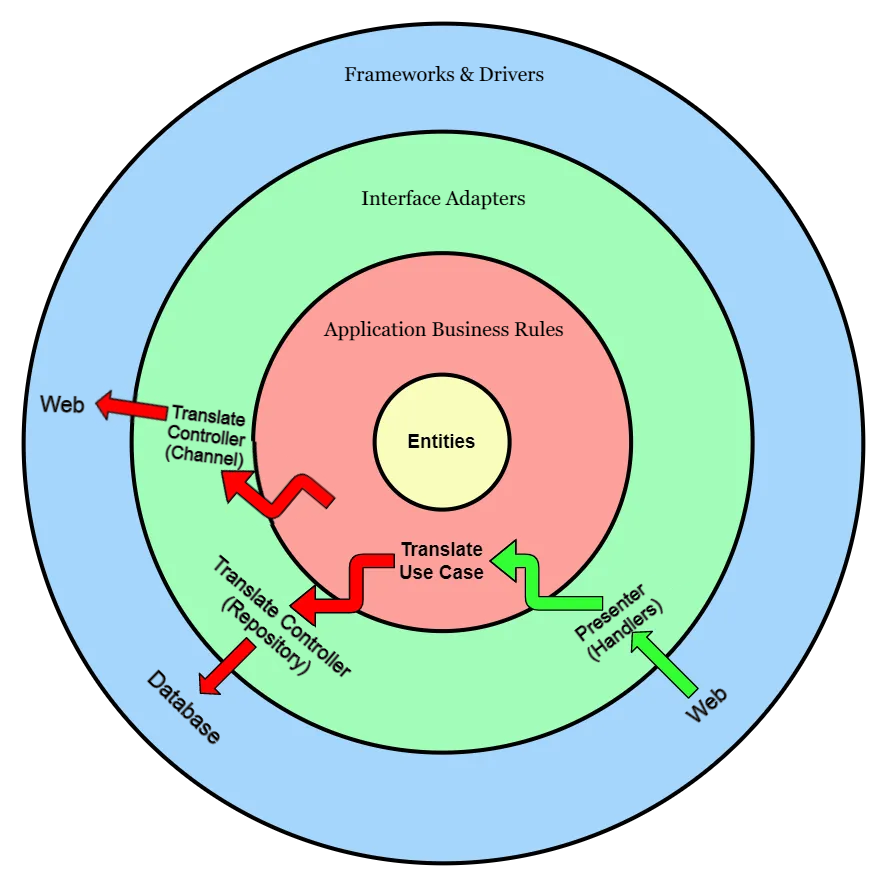 Frameworks & Drivers
Interface Adapters
Application Business Rules
Entities
Web
Translate
Controller
(Channel)
Translate
Use Case
Translate Controller
(Repository)
Database
Presenter
(Handlers)
Web